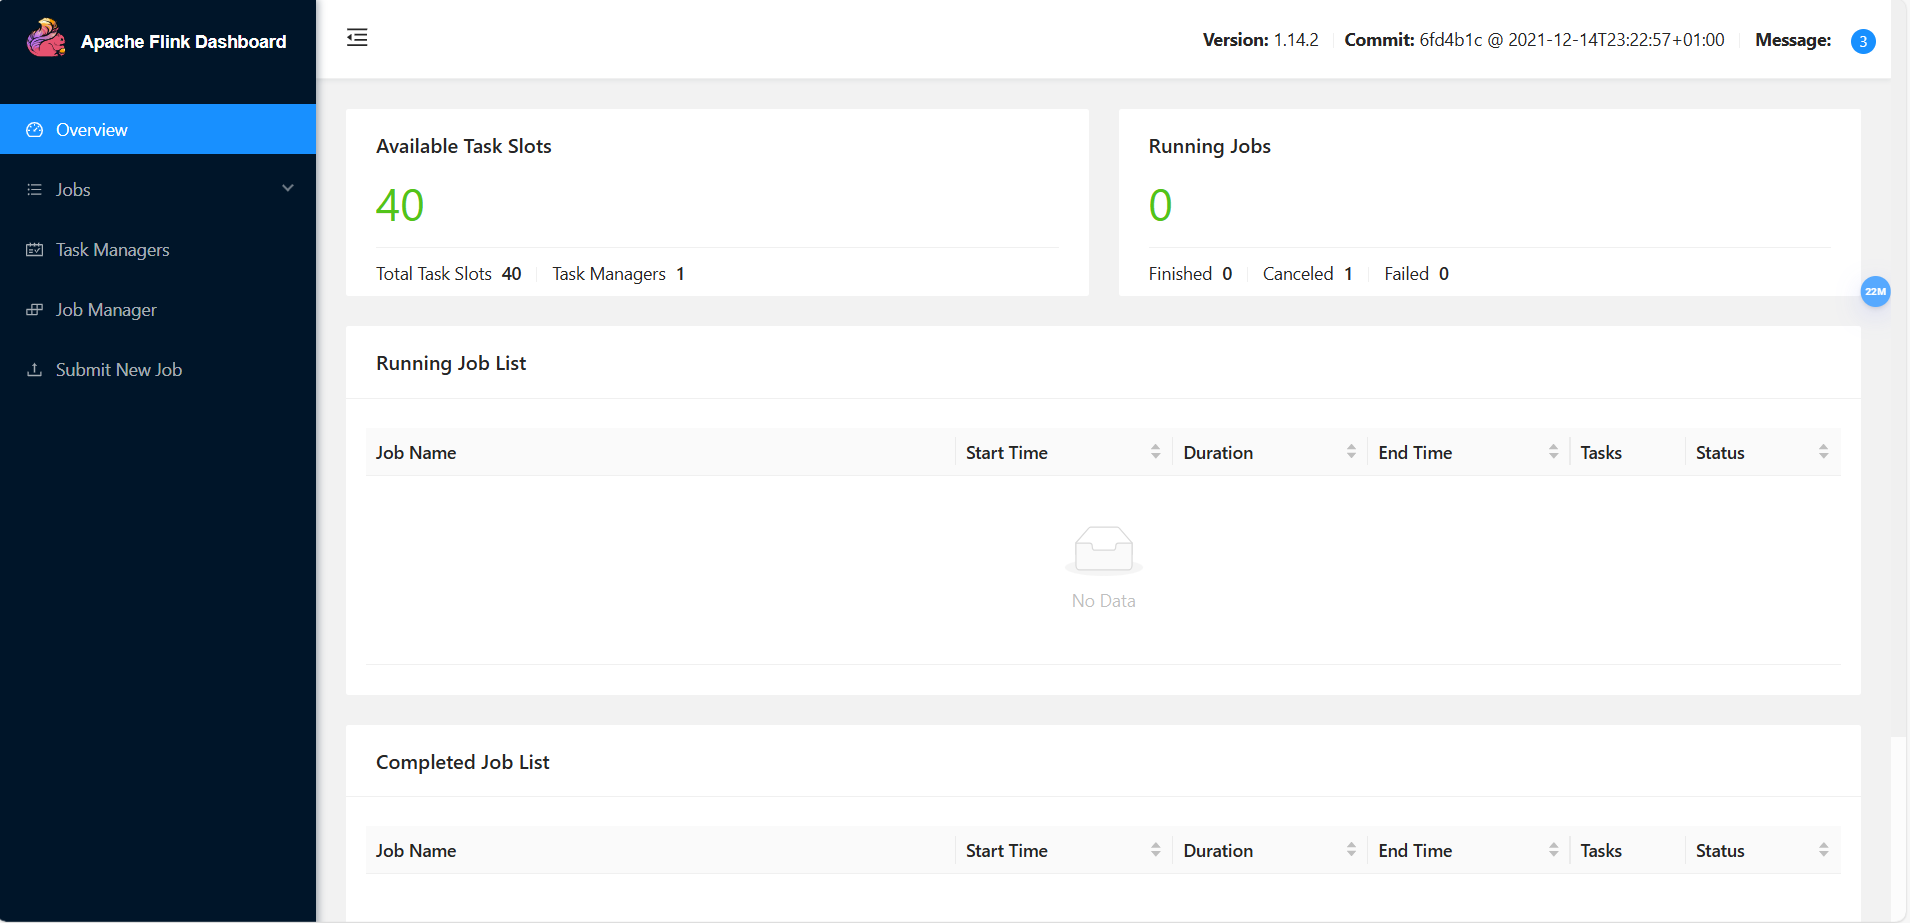 Apache Flink Dashboard
Version: 1.14.2 Commit: 6fd4b1c @ 2021-12-14T23:22:57+01:00 Message: 3
Overview
Jobs
Task Managers
Job Manager
Submit New Job
Available Task Slots
40
Total Task Slots 40 Task Managers 1
Running Jobs
0
Finished 0 Canceled 1 Failed 0
22M
Running Job List
Job Name Start Time Duration End Time Tasks Status
No Data
Completed Job List
Job Name Start Time Duration End Time Tasks Status